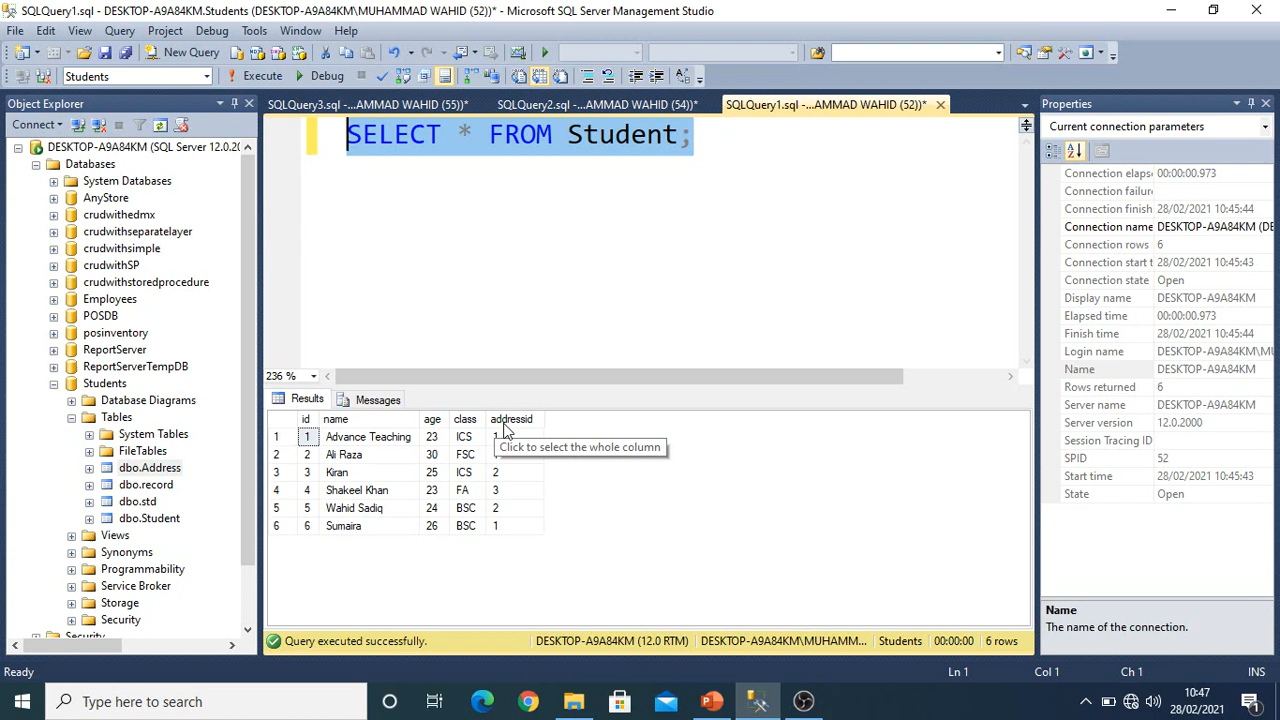 SQLQuery1.sql - DESKTOP-A9A84KM.Students (DESKTOP-A9A84KM\MUHAMMAD WAHID (52))* - Microsoft SQL Server Management Studio
File Edit View Query Project Debug Tools Window Help
New Query
Students Execute Debug
Object Explorer
Connect
DESKTOP-A9A84KM (SQL Server 12.0.20
Databases
System Databases
AnyStore
crudwithedmx
crudwithseparatelayer
crudwithsimple
crudwithSP
crudwithstoredprocedure
Employees
POSDB
posinventory
ReportServer
ReportServerTempDB
Students
Database Diagrams
Tables
System Tables
FileTables
dbo.Address
dbo.record
dbo.std
dbo.Student
Views
Synonyms
Programmability
Service Broker
Storage
Security
Security
SQLQuery3.sql -...AMMAD WAHID (55))* SQLQuery2.sql -...AMMAD WAHID (54))* SQLQuery1.sql -...AMMAD WAHID (52))*
SELECT * FROM Student;
236 %
Results Messages
id name age class addressid
1 1 Advance Teaching 23 ICS 1
2 2 Ali Raza 30 FSC
3 3 Kiran 25 ICS 2
4 4 Shakeel Khan 23 FA 3
5 5 Wahid Sadiq 24 BSC 2
6 6 Sumaira 26 BSC 1
Click to select the whole column
Query executed successfully. DESKTOP-A9A84KM (12.0 RTM) DESKTOP-A9A84KM\MUHAMM... Students 00:00:00 6 rows
Properties
Current connection parameters
Connection elaps 00:00:00.973
Connection failur
Connection finish 28/02/2021 10:45:44
Connection name DESKTOP-A9A84KM (DE
Connection rows 6
Connection start t 28/02/2021 10:45:43
Connection state Open
Display name DESKTOP-A9A84KM
Elapsed time 00:00:00.973
Finish time 28/02/2021 10:45:44
Login name DESKTOP-A9A84KM\MU
Name DESKTOP-A9A84KM
Rows returned 6
Server name DESKTOP-A9A84KM
Server version 12.0.2000
Session Tracing ID
SPID 52
Start time 28/02/2021 10:45:43
State Open
Name
The name of the connection.
Ready Ln 1 Col 1 Ch 1 INS
Type here to search
10:47
28/02/2021
1